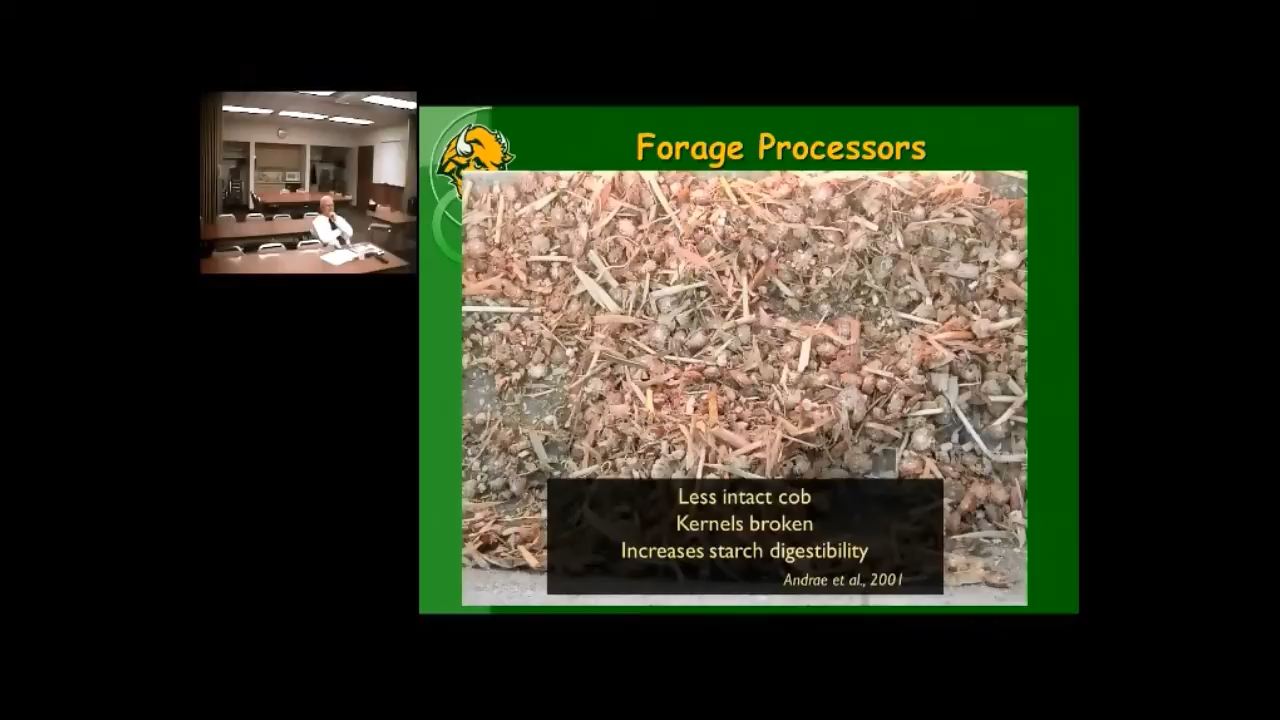 Forage Processors
Less intact cob
Kernels broken
Increases starch digestibility
Andrae et al., 2001